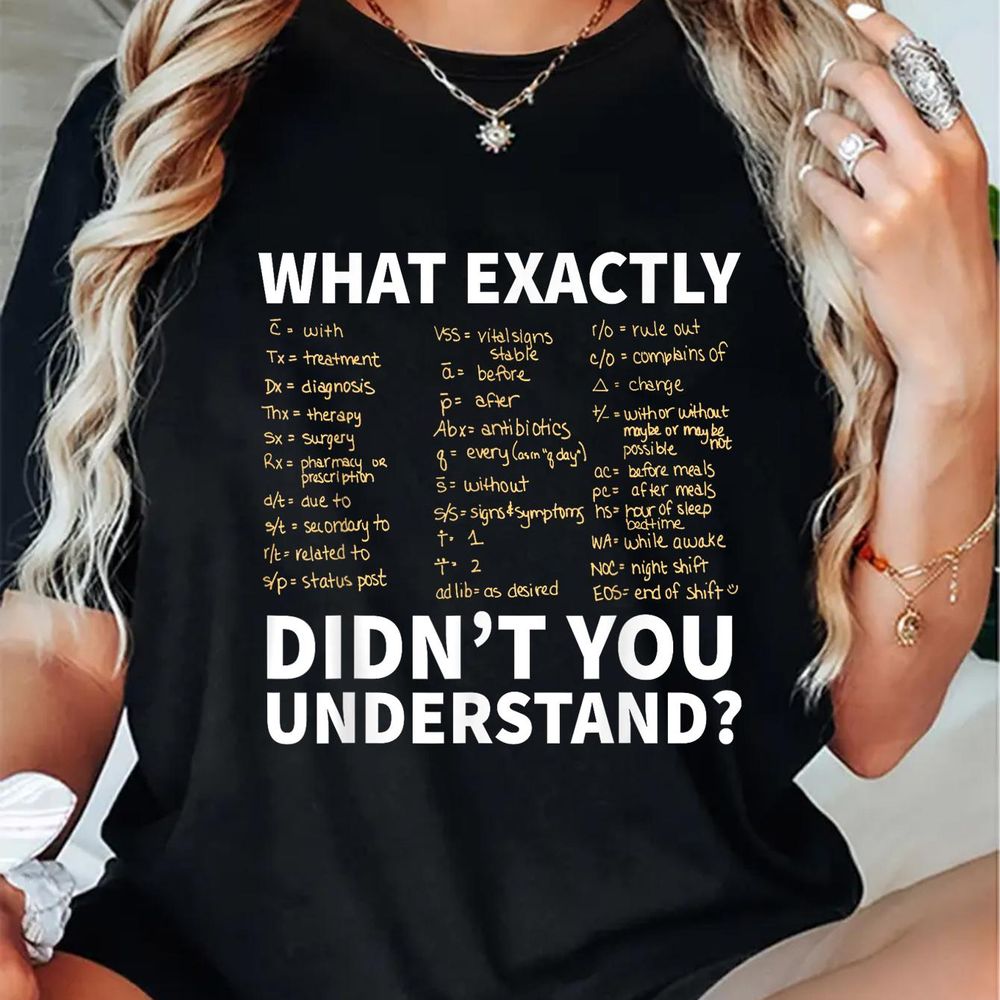 WHAT EXACTLY
c̄ = with
Tx = treatment
Dx = diagnosis
Thx = therapy
Sx = surgery
Rx = pharmacy or
prescription
d/t = due to
s/t = secondary to
r/t = related to
s/p = status post
VSS = vital signs
stable
ā = before
p̄ = after
Abx = antibiotics
q = every (as in "q day")
s̄ = without
s/s = signs & symptoms
† = 1
†† = 2
ad lib = as desired
r/o = rule out
c/o = complains of
△ = change
+/- = with or without
maybe or maybe not
possible
ac = before meals
pc = after meals
hs = hour of sleep
bedtime
WA = while awake
NOC = night shift
EOS = end of shift ☺
DIDN'T YOU
UNDERSTAND?